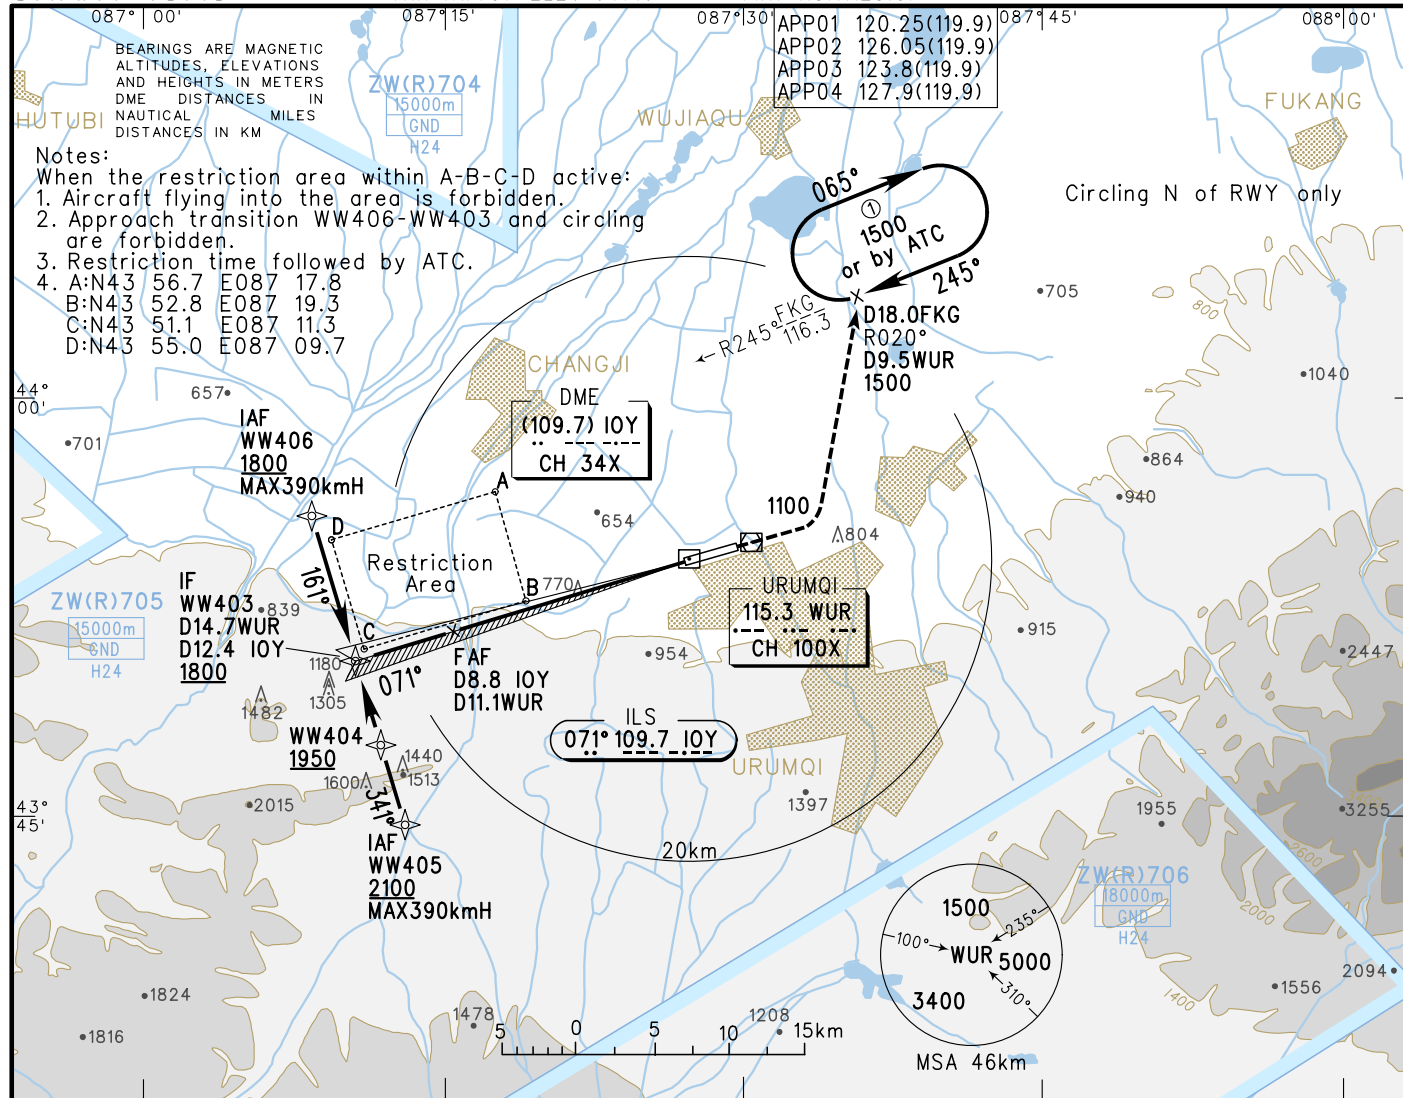 087°00'
087°15'
087°30'
087°45'
088°00'
BEARINGS ARE MAGNETIC
ALTITUDES, ELEVATIONS
AND HEIGHTS IN METERS
DME DISTANCES IN
NAUTICAL MILES
DISTANCES IN KM
APP01 120.25(119.9)
APP02 126.05(119.9)
APP03 123.8(119.9)
APP04 127.9(119.9)
ZW(R)704
15000m
GND
H24
HUTUBI
WUJIAQU
FUKANG
Notes:
When the restriction area within A-B-C-D active:
1. Aircraft flying into the area is forbidden.
2. Approach transition WW406-WW403 and circling
are forbidden.
3. Restriction time followed by ATC.
4. A:N43 56.7 E087 17.8
B:N43 52.8 E087 19.3
C:N43 51.1 E087 11.3
D:N43 55.0 E087 09.7
Circling N of RWY only
065°
1
1500
or by ATC
245°
R245° FKG
116.3
D18.0FKG
R020°
D9.5WUR
1500
705
800
1040
CHANGJI
DME
(109.7) IOY
CH 34X
657
44°
00'
701
IAF
WW406
1800
MAX390kmH
864
940
A
D
654
1100
804
Restriction
Area
161°
B
770
URUMQI
115.3 WUR
CH 100X
ZW(R)705
15000m
GND
H24
IF
WW403
D14.7WUR
D12.4 IOY
1800
839
C
1180
1305
071°
FAF
D8.8 IOY
D11.1WUR
954
915
2447
1482
WW404
1950
ILS
071° 109.7 IOY
URUMQI
1440
1600
1513
341°
2015
1397
43°
45'
1955
3255
IAF
WW405
2100
MAX390kmH
20km
2600
ZW(R)706
18000m
GND
H24
2000
1500
235°
100°
WUR 5000
310°
3400
MSA 46km
2094
1556
1400
1824
1816
1478
1208
5 0 5 10 15km